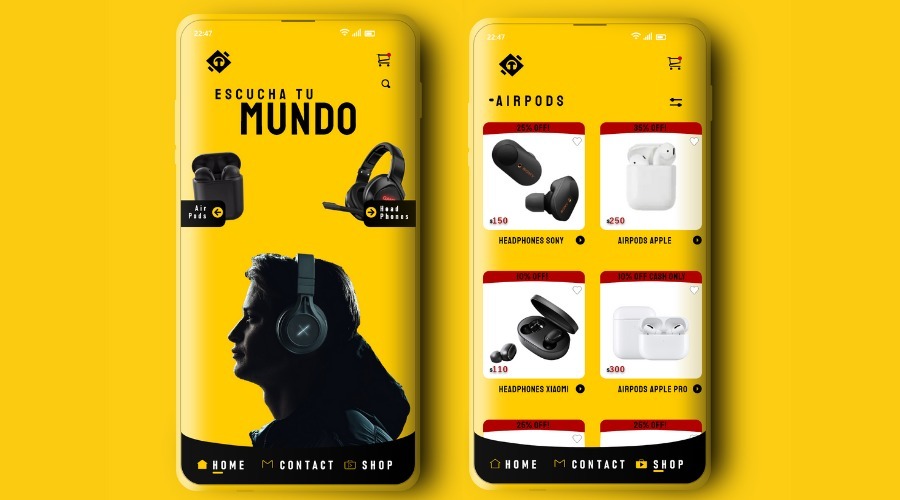 22:47
ESCUCHA TU
MUNDO
Air
Pods
Head
Phones
HOME
CONTACT
SHOP
22:47
AIRPODS
25% OFF!
$150
HEADPHONES SONY
$250
AIRPODS APPLE
10% OFF!
$110
HEADPHONES XIAOMI
10% OFF CASH ONLY
$300
AIRPODS APPLE PRO
25% OFF!
25% OFF!
HOME
CONTACT
SHOP